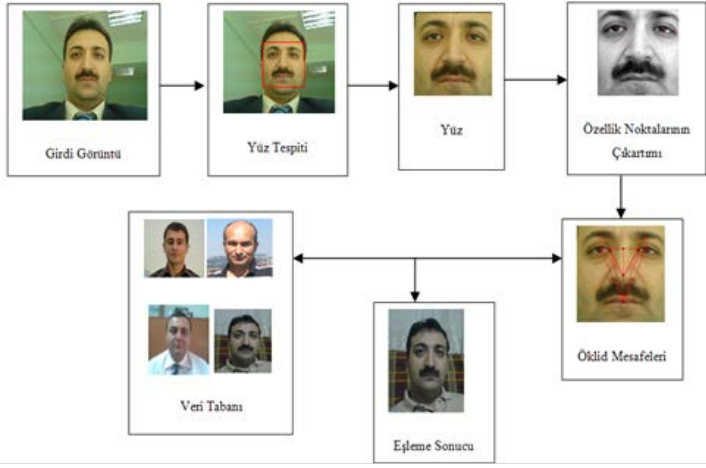 Girdi Görüntü
Yüz Tespiti
Yüz
Özellik Noktalarının
Çıkartımı
Öklid Mesafeleri
Veri Tabanı
Eşleme Sonucu